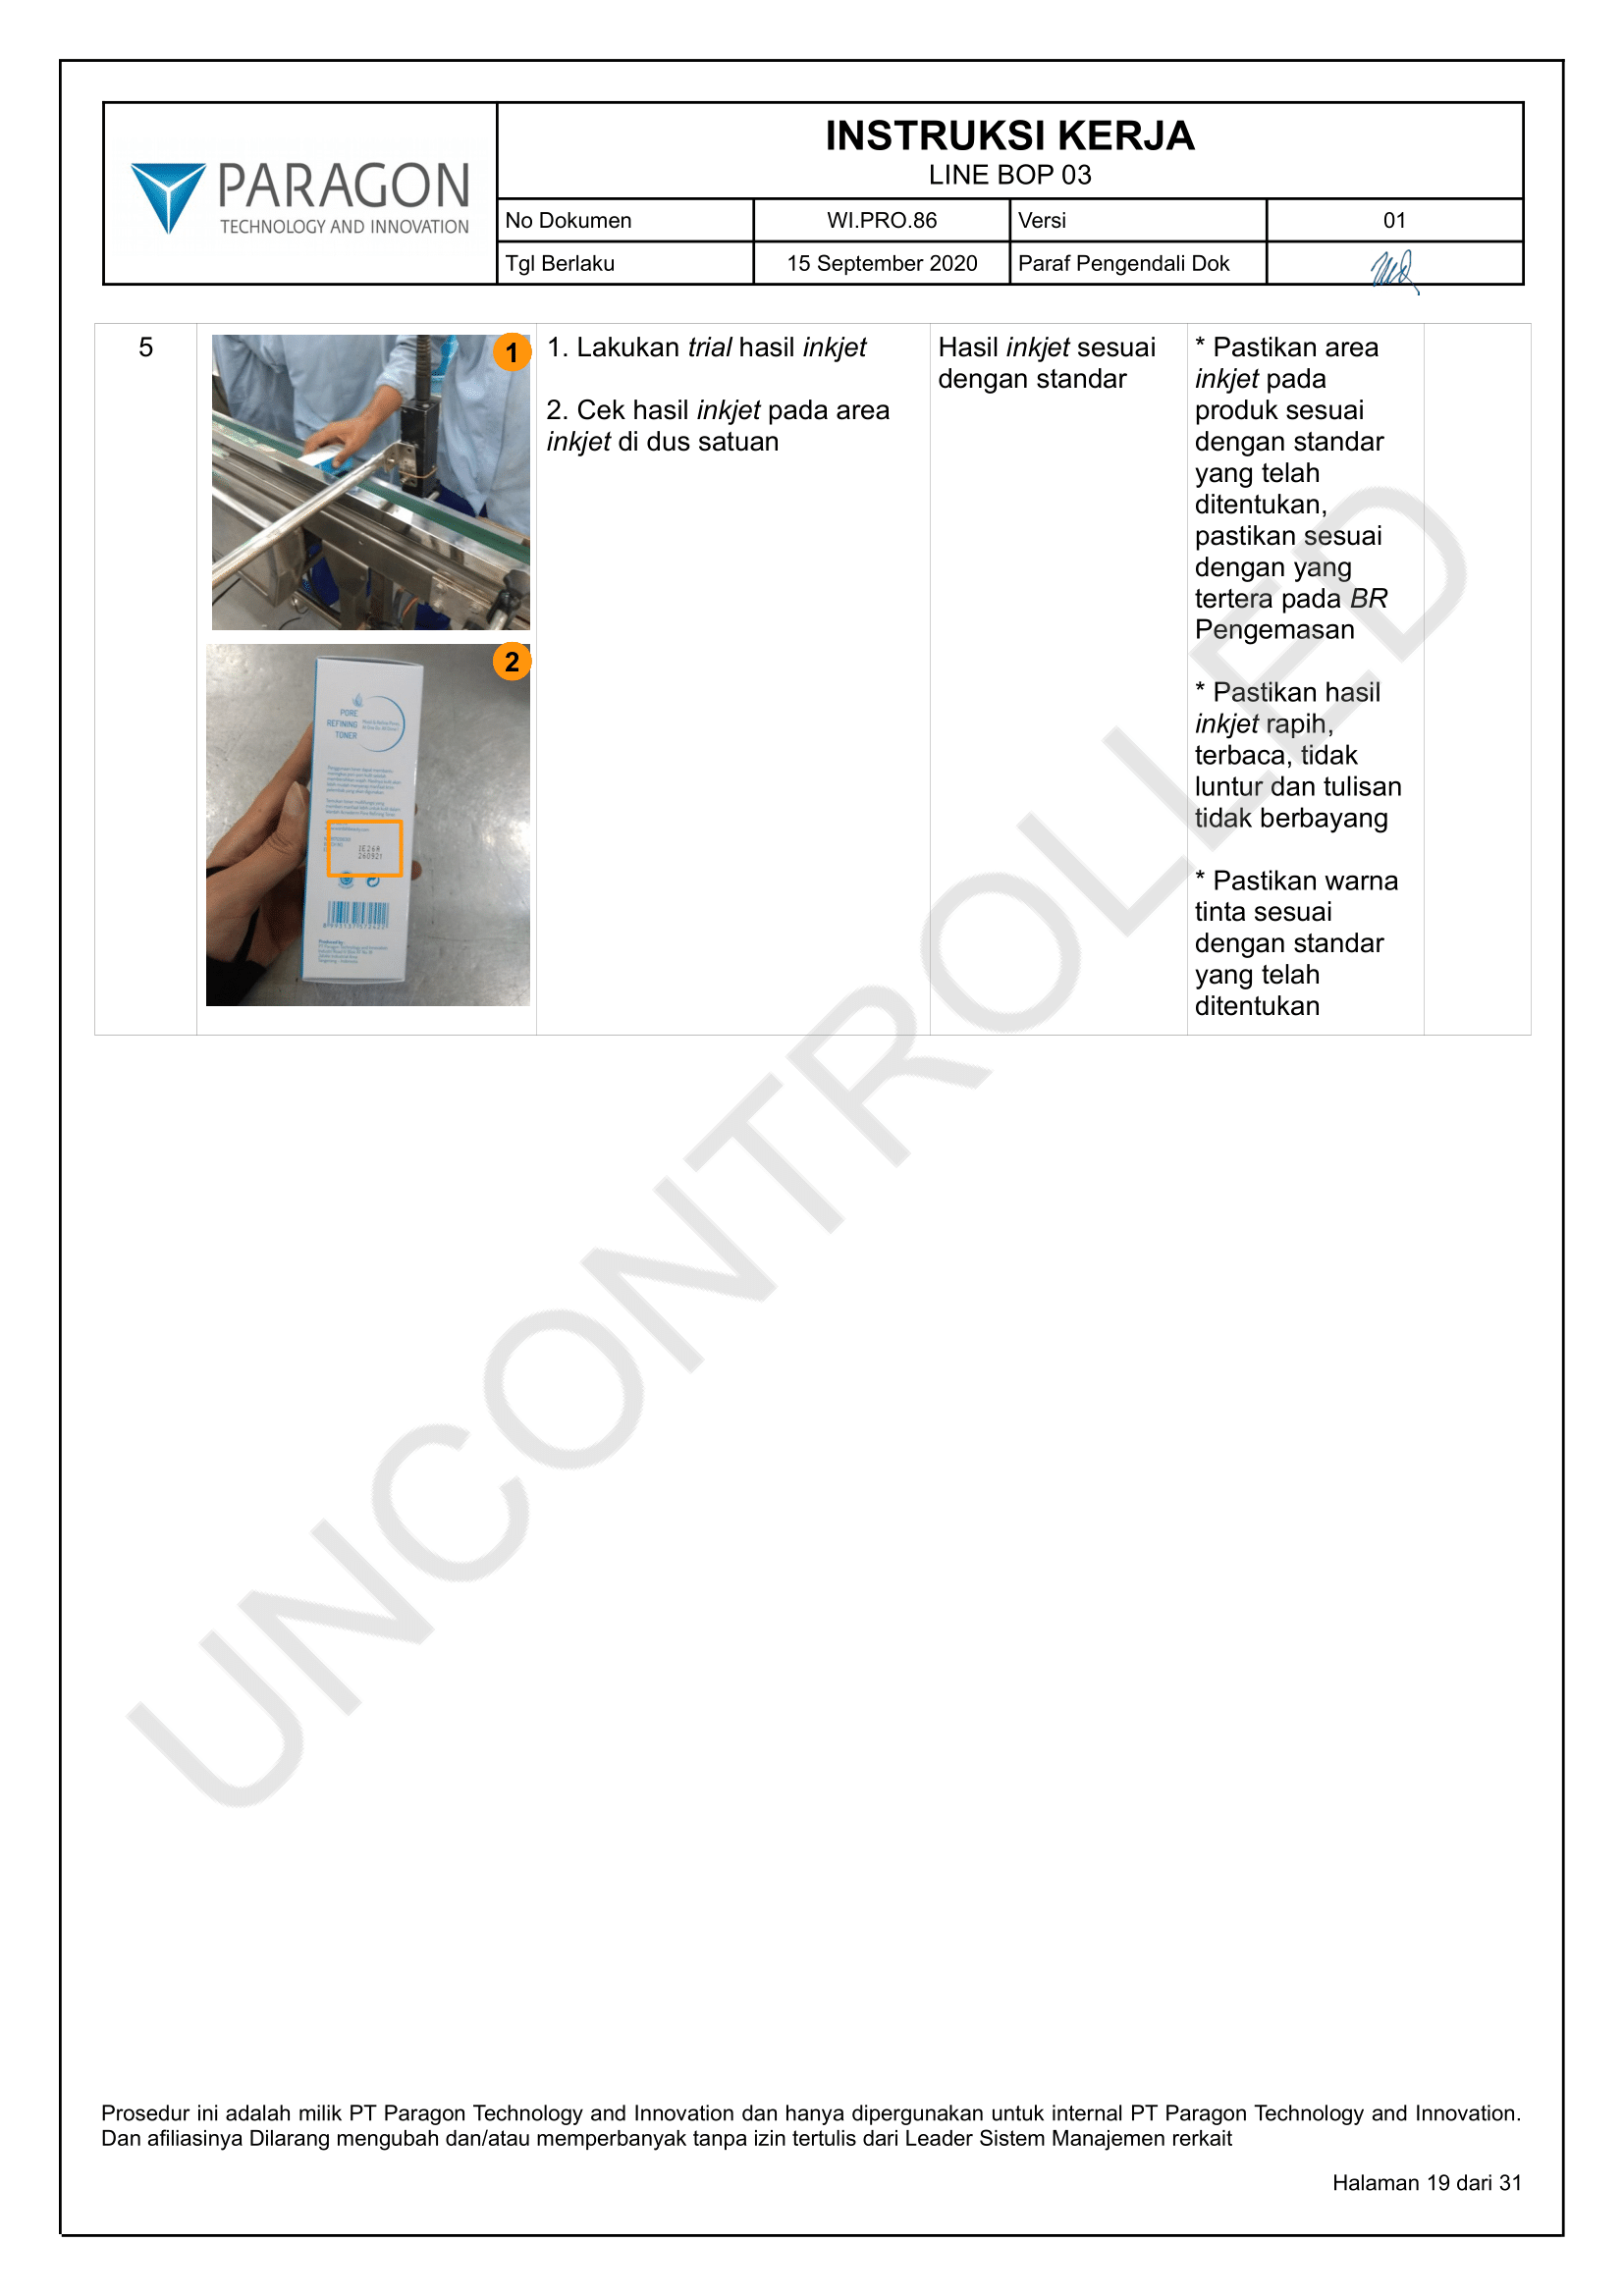 PARAGON
TECHNOLOGY AND INNOVATION
INSTRUKSI KERJA
LINE BOP 03
No Dokumen
WI.PRO.86
Versi
01
Tgl Berlaku
15 September 2020
Paraf Pengendali Dok
5
1
2
PORE
REFINING
TONER
1. Lakukan trial hasil inkjet
2. Cek hasil inkjet pada area
inkjet di dus satuan
Hasil inkjet sesuai
dengan standar
* Pastikan area
inkjet pada
produk sesuai
dengan standar
yang telah
ditentukan,
pastikan sesuai
dengan yang
tertera pada BR
Pengemasan
* Pastikan hasil
inkjet rapih,
terbaca, tidak
luntur dan tulisan
tidak berbayang
* Pastikan warna
tinta sesuai
dengan standar
yang telah
ditentukan
UNCONTROLLED
Prosedur ini adalah milik PT Paragon Technology and Innovation dan hanya dipergunakan untuk internal PT Paragon Technology and Innovation.
Dan afiliasinya Dilarang mengubah dan/atau memperbanyak tanpa izin tertulis dari Leader Sistem Manajemen rerkait
Halaman 19 dari 31